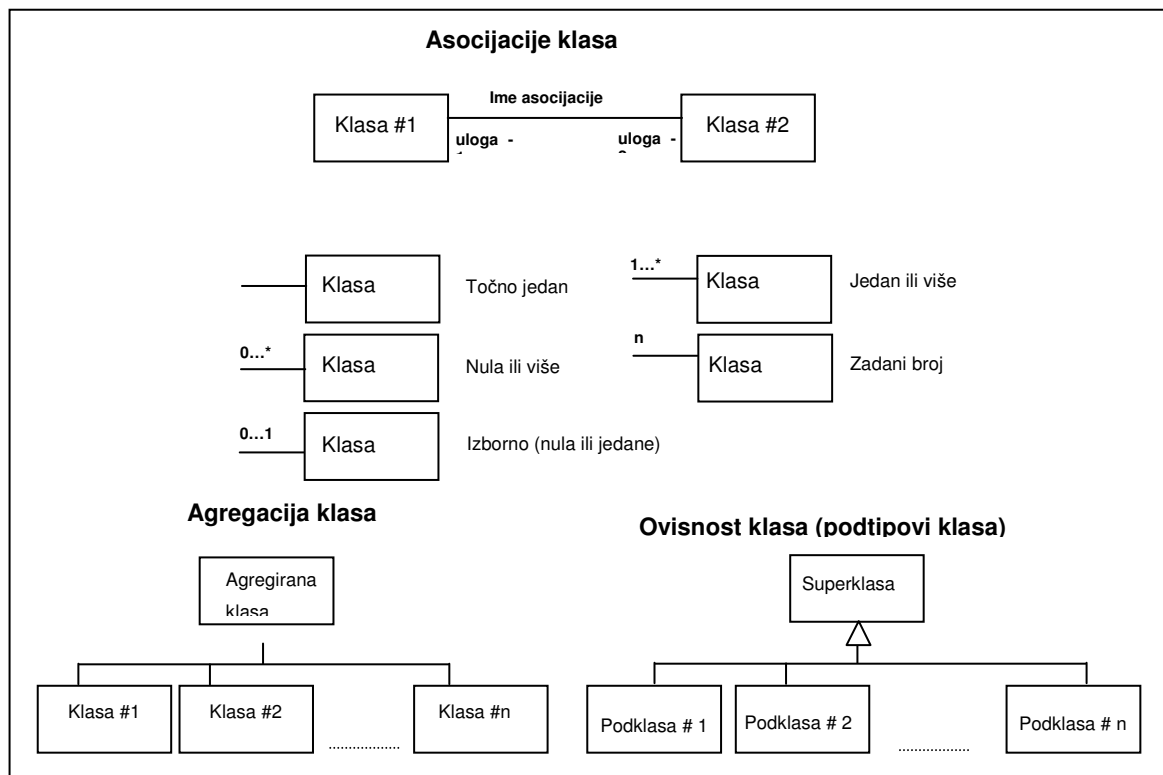 Asocijacije klasa
Ime asocijacije
Klasa #1
Klasa #2
uloga -
uloga -
Klasa
Točno jedan
1...*
Klasa
Jedan ili više
0...*
Klasa
Nula ili više
n
Klasa
Zadani broj
0...1
Klasa
Izborno (nula ili jedane)
Agregacija klasa
Ovisnost klasa (podtipovi klasa)
Agregirana
klasa
Superklasa
Klasa #1
Klasa #2
....................
Klasa #n
Podklasa # 1
Podklasa # 2
....................
Podklasa # n